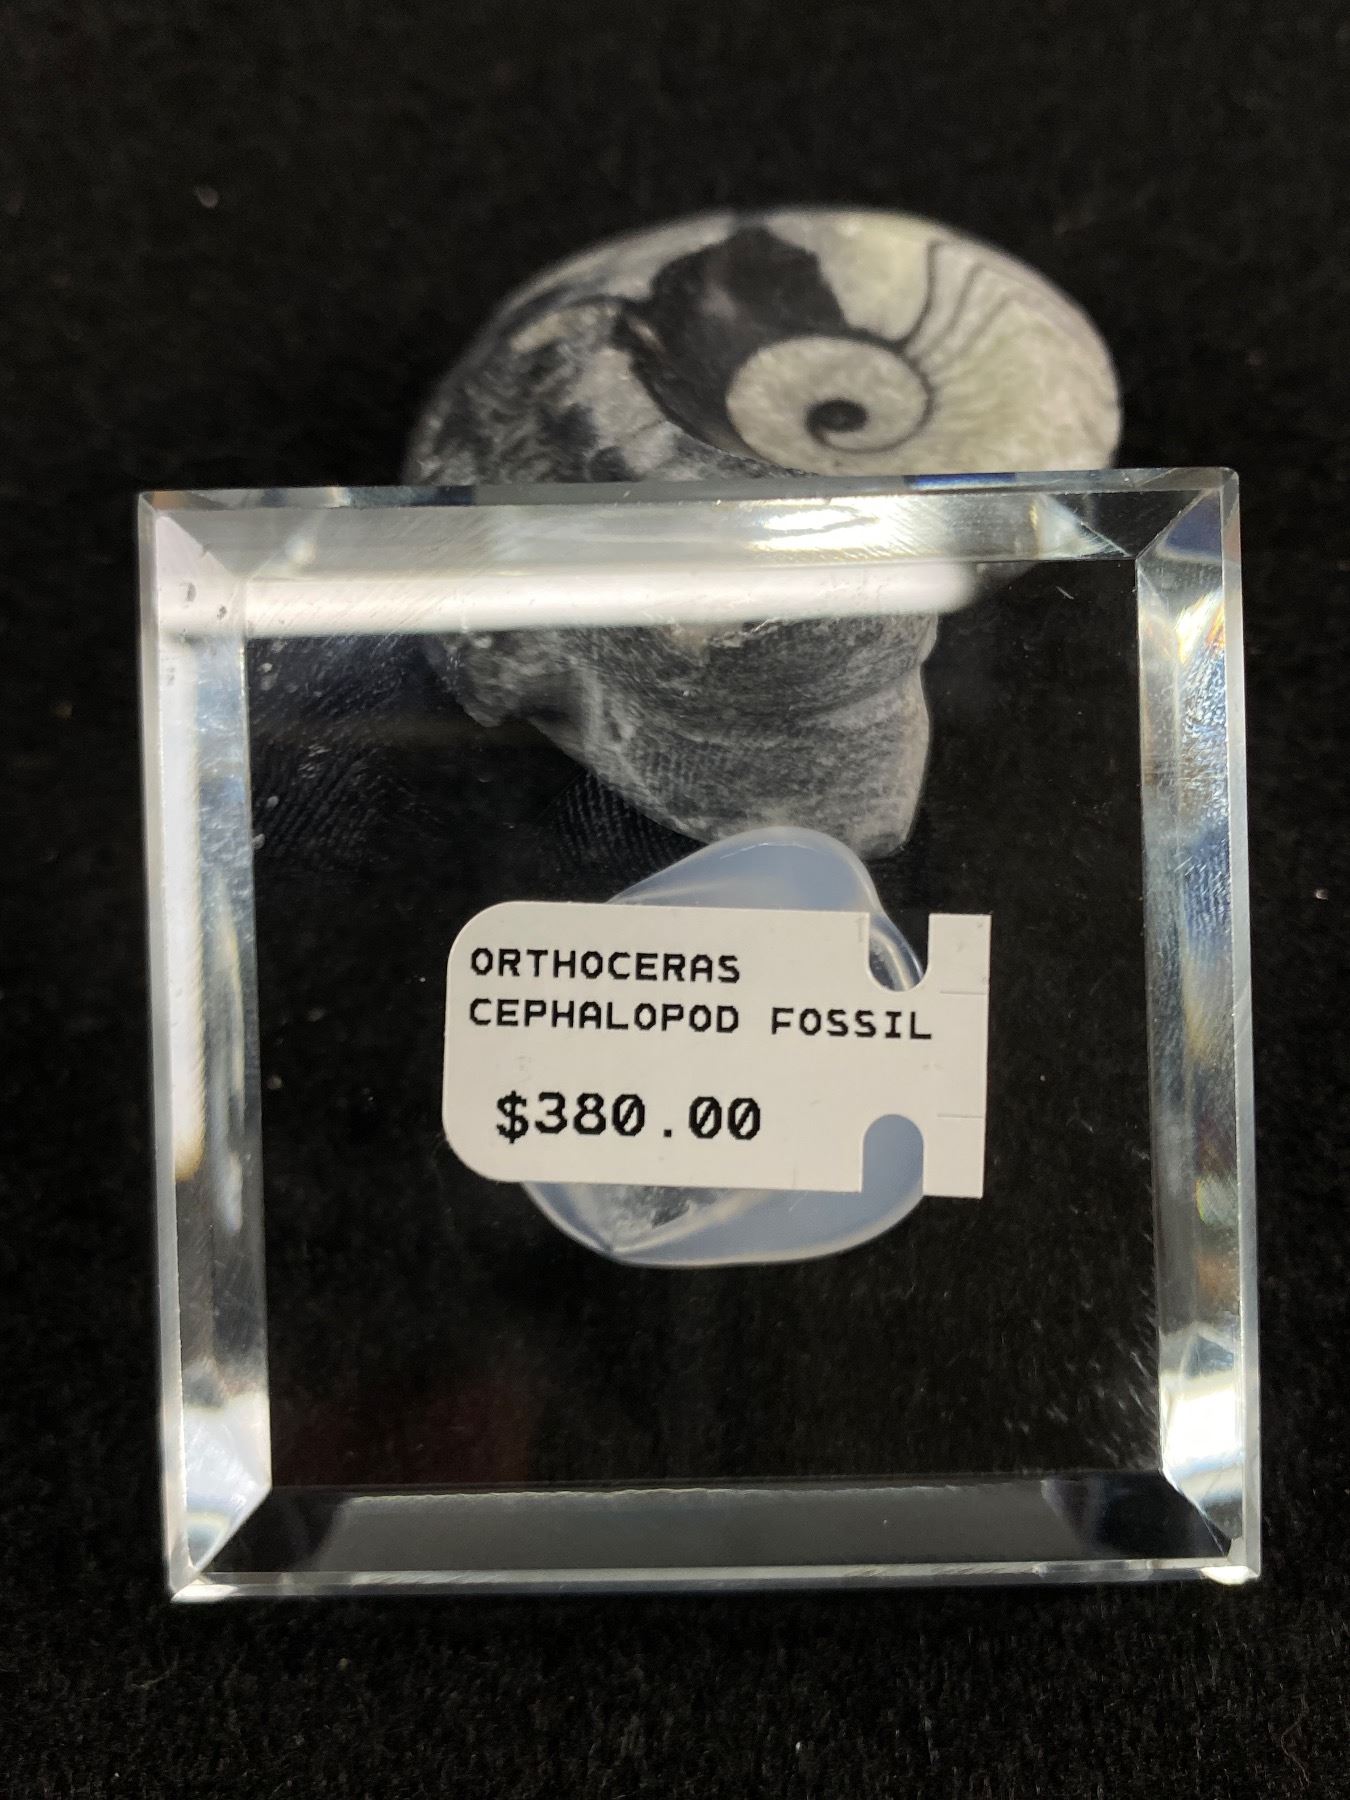 ORTHOCERAS
CEPHALOPOD FOSSIL
$380.00